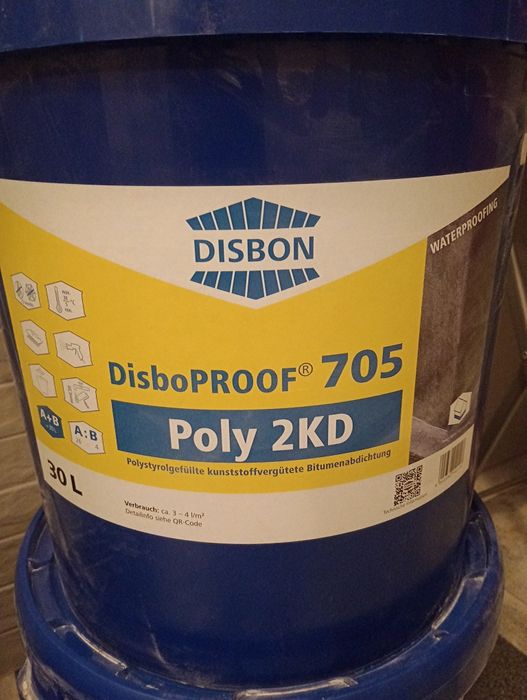 DISBON
WATERPROOFING
DisboPROOF® 705
Poly 2KD
Polystyrolgefüllte kunststoffvergütete Bitumenabdichtung
A+B
A:B
30 L
Verbrauch: ca. 3 – 4 l/m²
Detailinfo siehe QR-Code